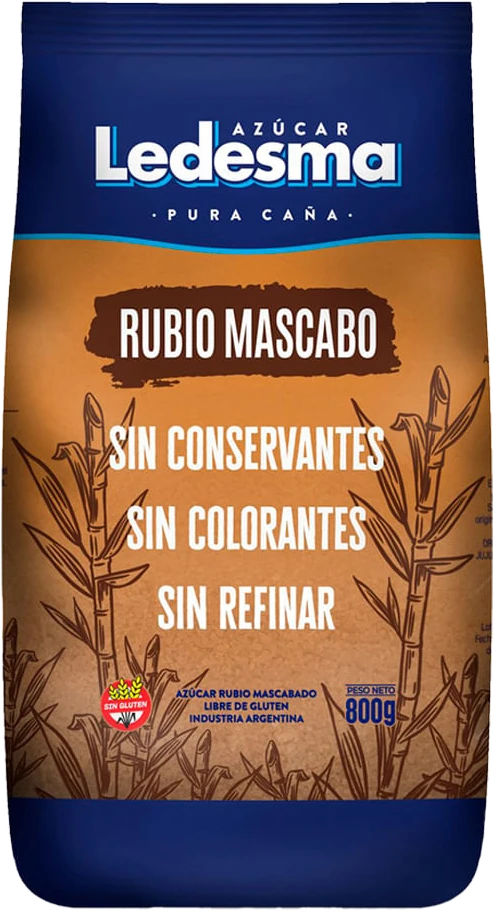 AZÚCAR
Ledesma
· PURA CAÑA ·
RUBIO MASCABO
SIN CONSERVANTES
SIN COLORANTES
SIN REFINAR
SIN GLUTEN
AZÚCAR RUBIO MASCABADO
LIBRE DE GLUTEN
INDUSTRIA ARGENTINA
PESO NETO
800g